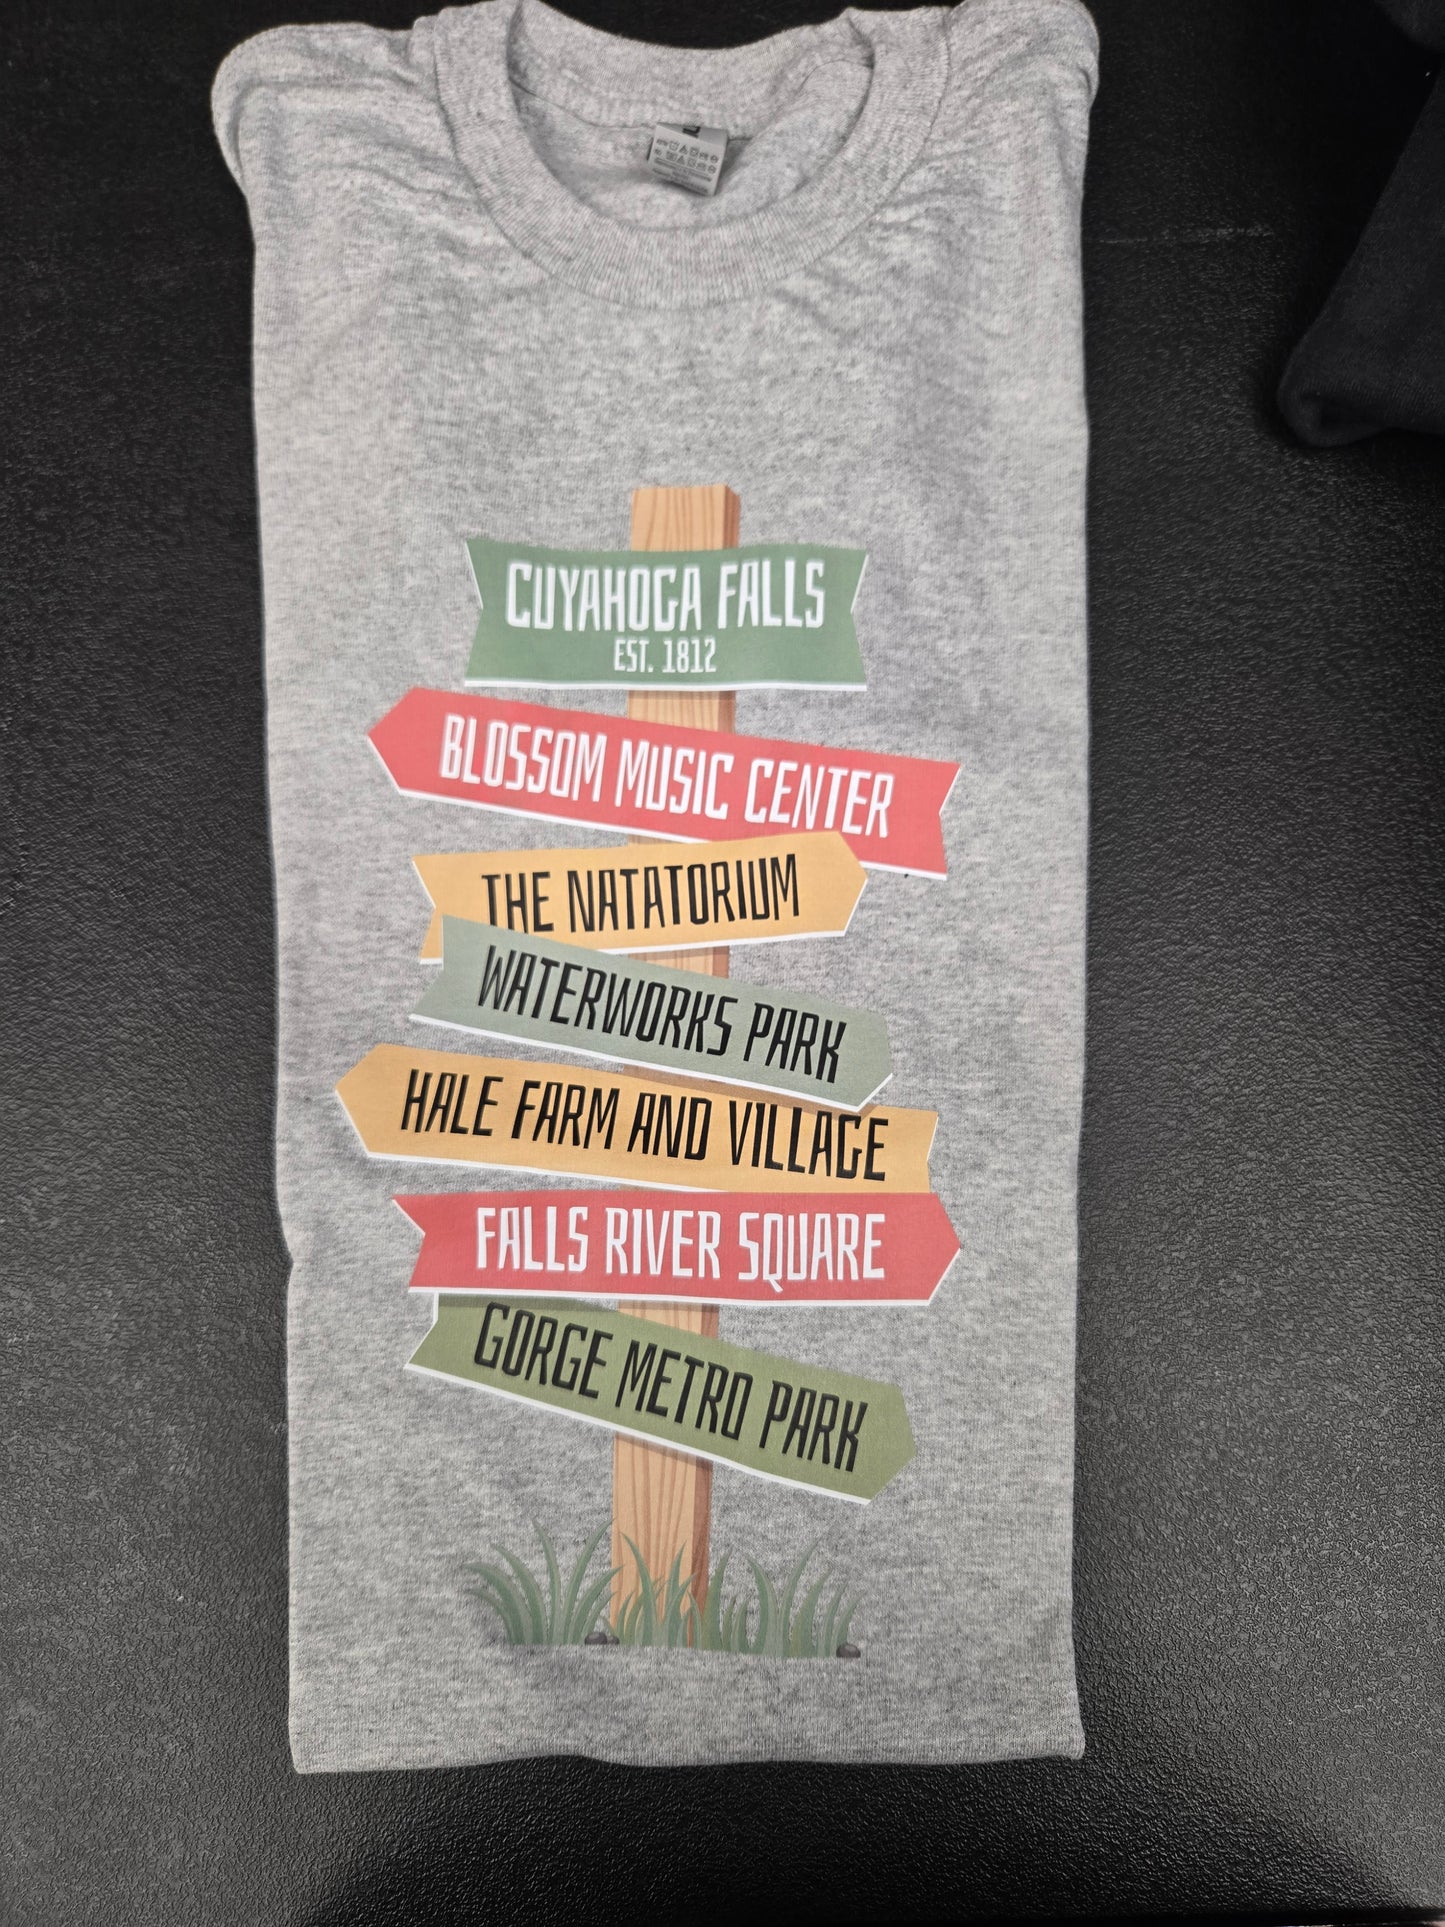 CUYAHOGA FALLS
EST. 1812
BLOSSOM MUSIC CENTER
THE NATATORIUM
WATERWORKS PARK
HALE FARM AND VILLAGE
FALLS RIVER SQUARE
GORGE METRO PARK